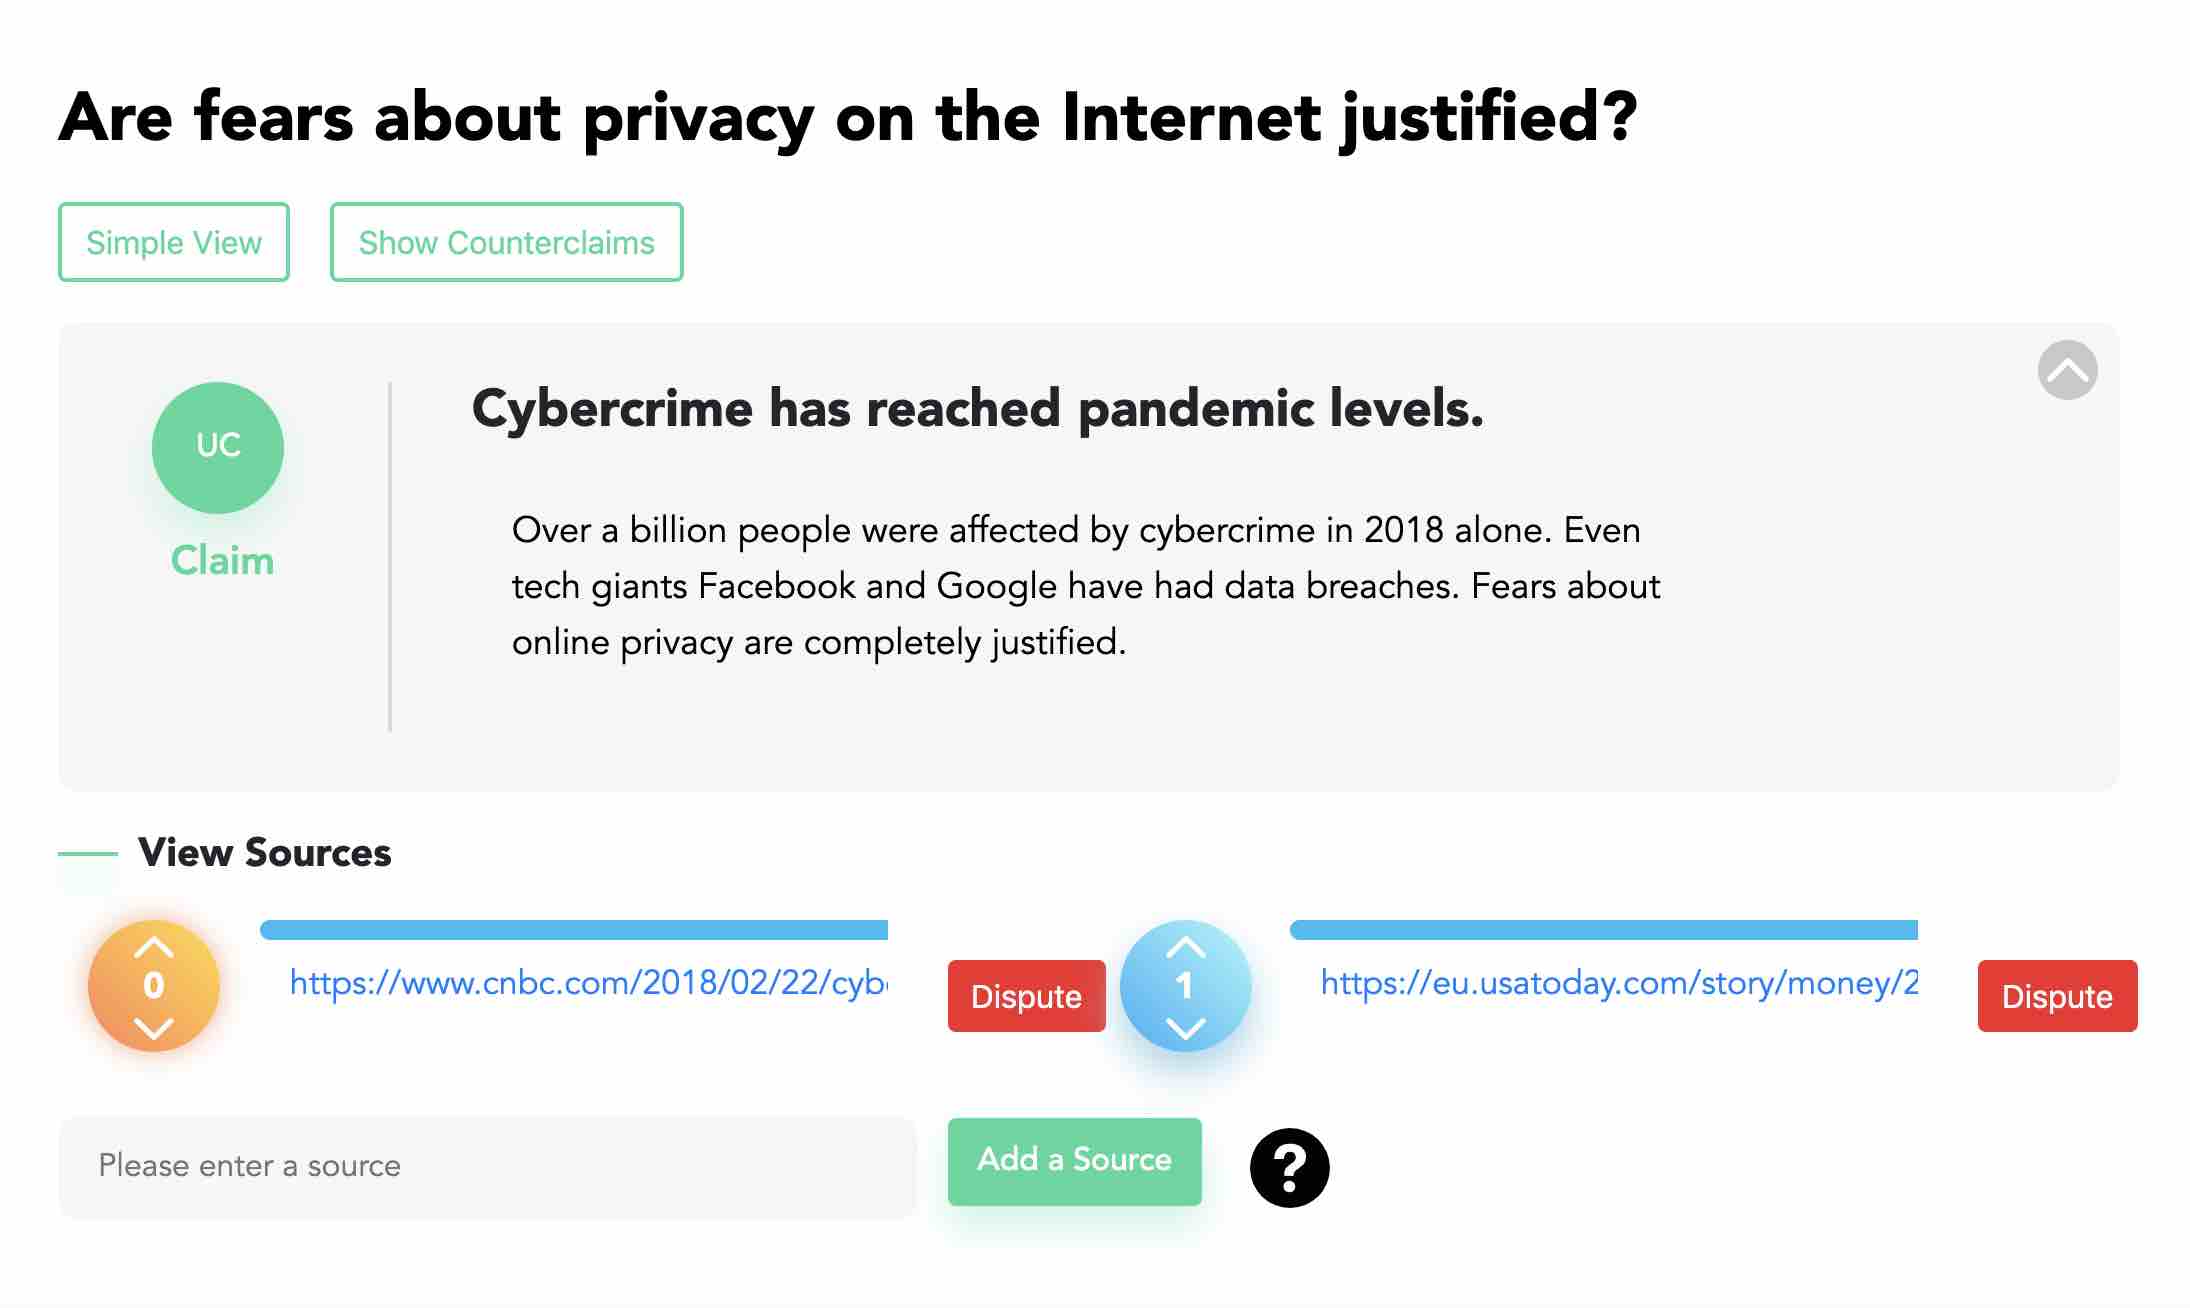 Are fears about privacy on the Internet justified?
Simple View
Show Counterclaims
UC
Claim
Cybercrime has reached pandemic levels.
Over a billion people were affected by cybercrime in 2018 alone. Even
tech giants Facebook and Google have had data breaches. Fears about
online privacy are completely justified.
View Sources
0
https://www.cnbc.com/2018/02/22/cyb
Dispute
1
https://eu.usatoday.com/story/money/2
Dispute
Please enter a source
Add a Source
?